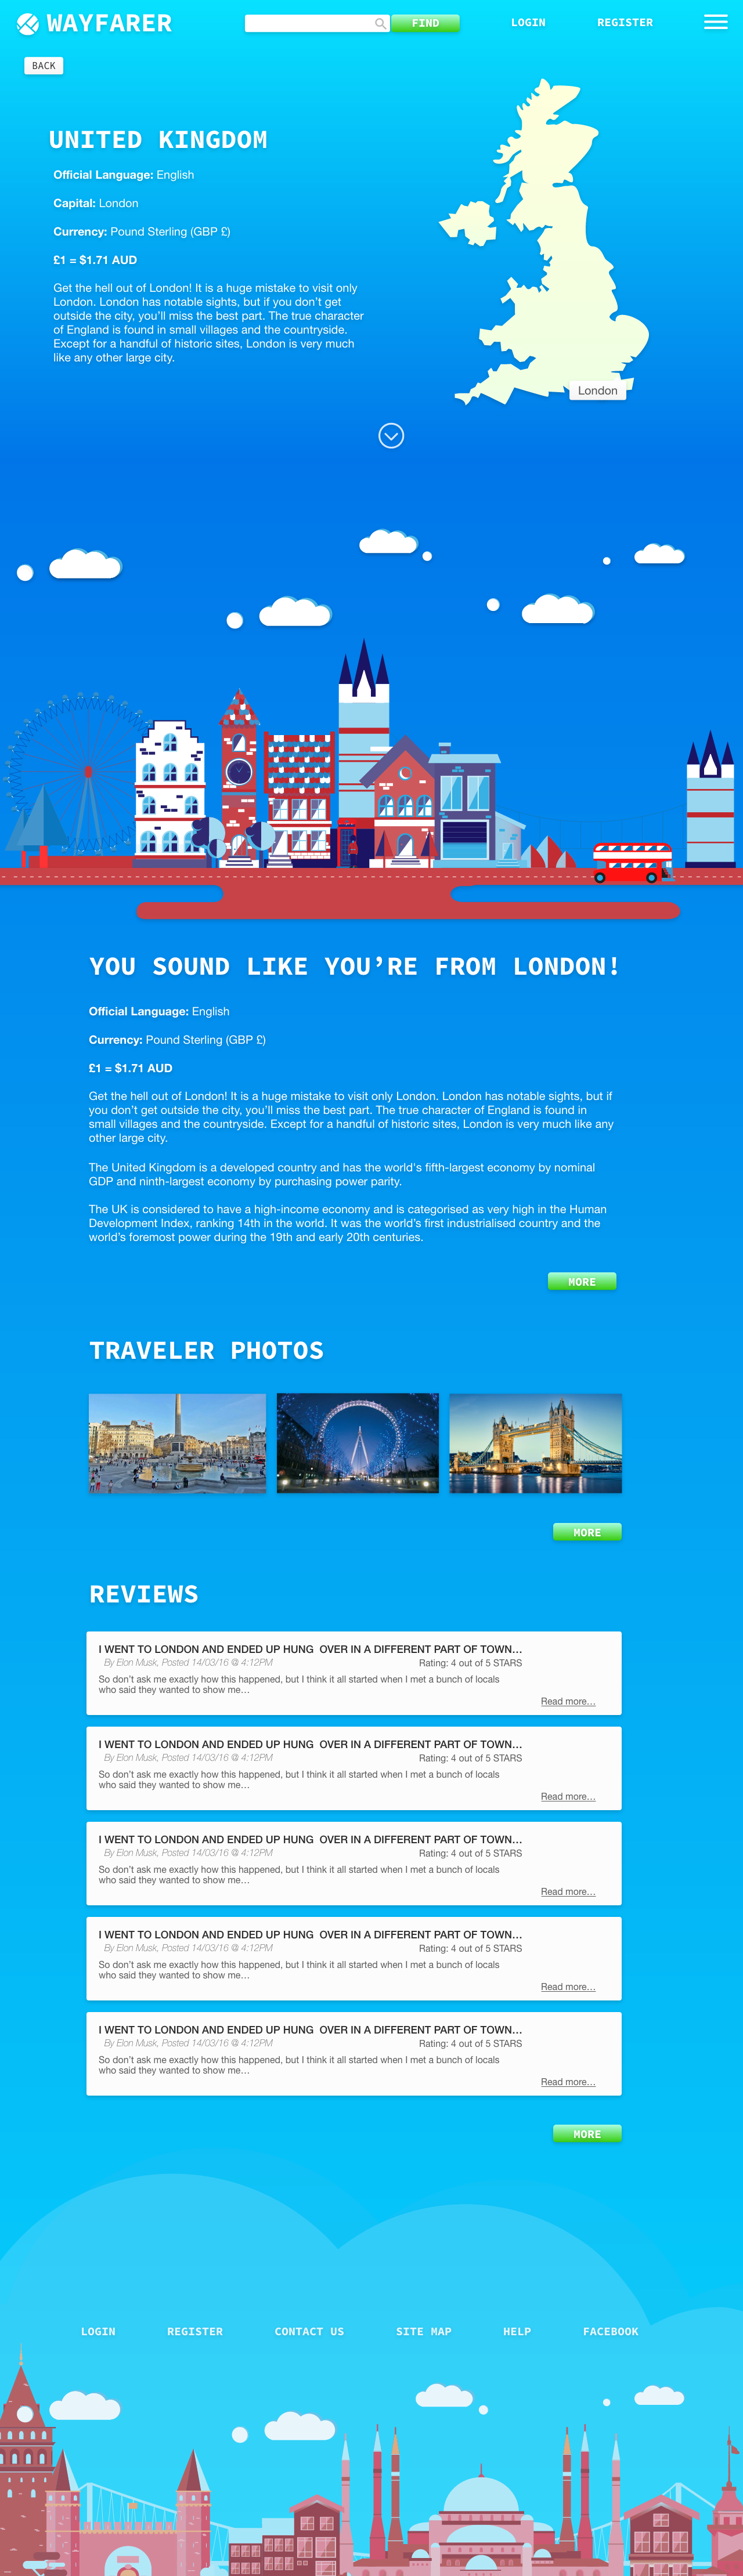 WAYFARER
FIND
LOGIN
REGISTER
BACK
UNITED KINGDOM
Official Language: English
Capital: London
Currency: Pound Sterling (GBP £)
£1 = $1.71 AUD
Get the hell out of London! It is a huge mistake to visit only
London. London has notable sights, but if you don’t get
outside the city, you’ll miss the best part. The true character
of England is found in small villages and the countryside.
Except for a handful of historic sites, London is very much
like any other large city.
London
YOU SOUND LIKE YOU’RE FROM LONDON!
Official Language: English
Currency: Pound Sterling (GBP £)
£1 = $1.71 AUD
Get the hell out of London! It is a huge mistake to visit only London. London has notable sights, but if
you don’t get outside the city, you’ll miss the best part. The true character of England is found in
small villages and the countryside. Except for a handful of historic sites, London is very much like any
other large city.
The United Kingdom is a developed country and has the world's fifth-largest economy by nominal
GDP and ninth-largest economy by purchasing power parity.
The UK is considered to have a high-income economy and is categorised as very high in the Human
Development Index, ranking 14th in the world. It was the world’s first industrialised country and the
world’s foremost power during the 19th and early 20th centuries.
MORE
TRAVELER PHOTOS
MORE
REVIEWS
I WENT TO LONDON AND ENDED UP HUNG  OVER IN A DIFFERENT PART OF TOWN…
By Elon Musk, Posted 14/03/16 @ 4:12PM
Rating: 4 out of 5 STARS
So don’t ask me exactly how this happened, but I think it all started when I met a bunch of locals
who said they wanted to show me…
Read more…
I WENT TO LONDON AND ENDED UP HUNG  OVER IN A DIFFERENT PART OF TOWN…
By Elon Musk, Posted 14/03/16 @ 4:12PM
Rating: 4 out of 5 STARS
So don’t ask me exactly how this happened, but I think it all started when I met a bunch of locals
who said they wanted to show me…
Read more…
I WENT TO LONDON AND ENDED UP HUNG  OVER IN A DIFFERENT PART OF TOWN…
By Elon Musk, Posted 14/03/16 @ 4:12PM
Rating: 4 out of 5 STARS
So don’t ask me exactly how this happened, but I think it all started when I met a bunch of locals
who said they wanted to show me…
Read more…
I WENT TO LONDON AND ENDED UP HUNG  OVER IN A DIFFERENT PART OF TOWN…
By Elon Musk, Posted 14/03/16 @ 4:12PM
Rating: 4 out of 5 STARS
So don’t ask me exactly how this happened, but I think it all started when I met a bunch of locals
who said they wanted to show me…
Read more…
I WENT TO LONDON AND ENDED UP HUNG  OVER IN A DIFFERENT PART OF TOWN…
By Elon Musk, Posted 14/03/16 @ 4:12PM
Rating: 4 out of 5 STARS
So don’t ask me exactly how this happened, but I think it all started when I met a bunch of locals
who said they wanted to show me…
Read more…
MORE
LOGIN
REGISTER
CONTACT US
SITE MAP
HELP
FACEBOOK